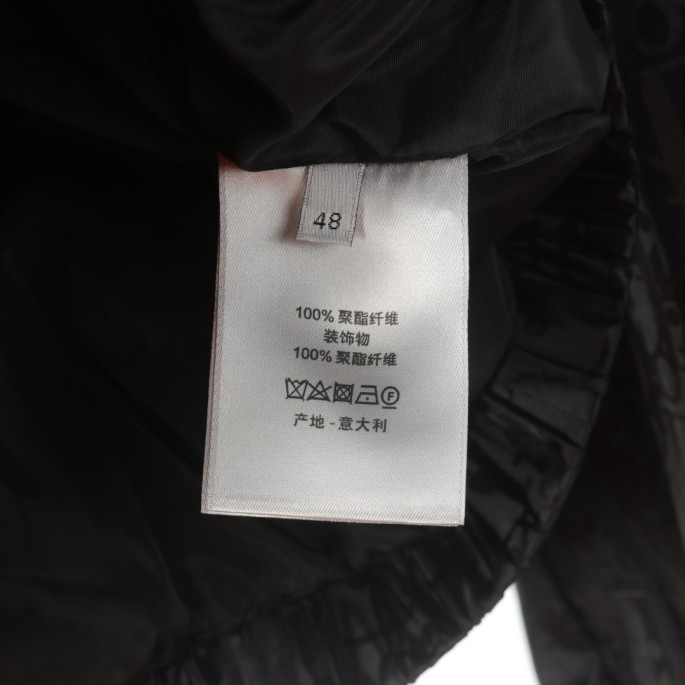 48
100% 聚酯纤维
装饰物
100% 聚酯纤维
F
产地 - 意大利